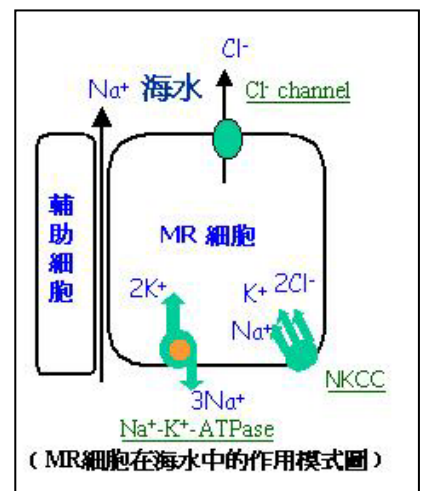 Cl-
Na+ 海水 Cl- channel
輔助細胞
MR 細胞
2K+
K+ 2Cl-
Na+
NKCC
3Na+
Na+-K+-ATPase
(MR細胞在海水中的作用模式圖)